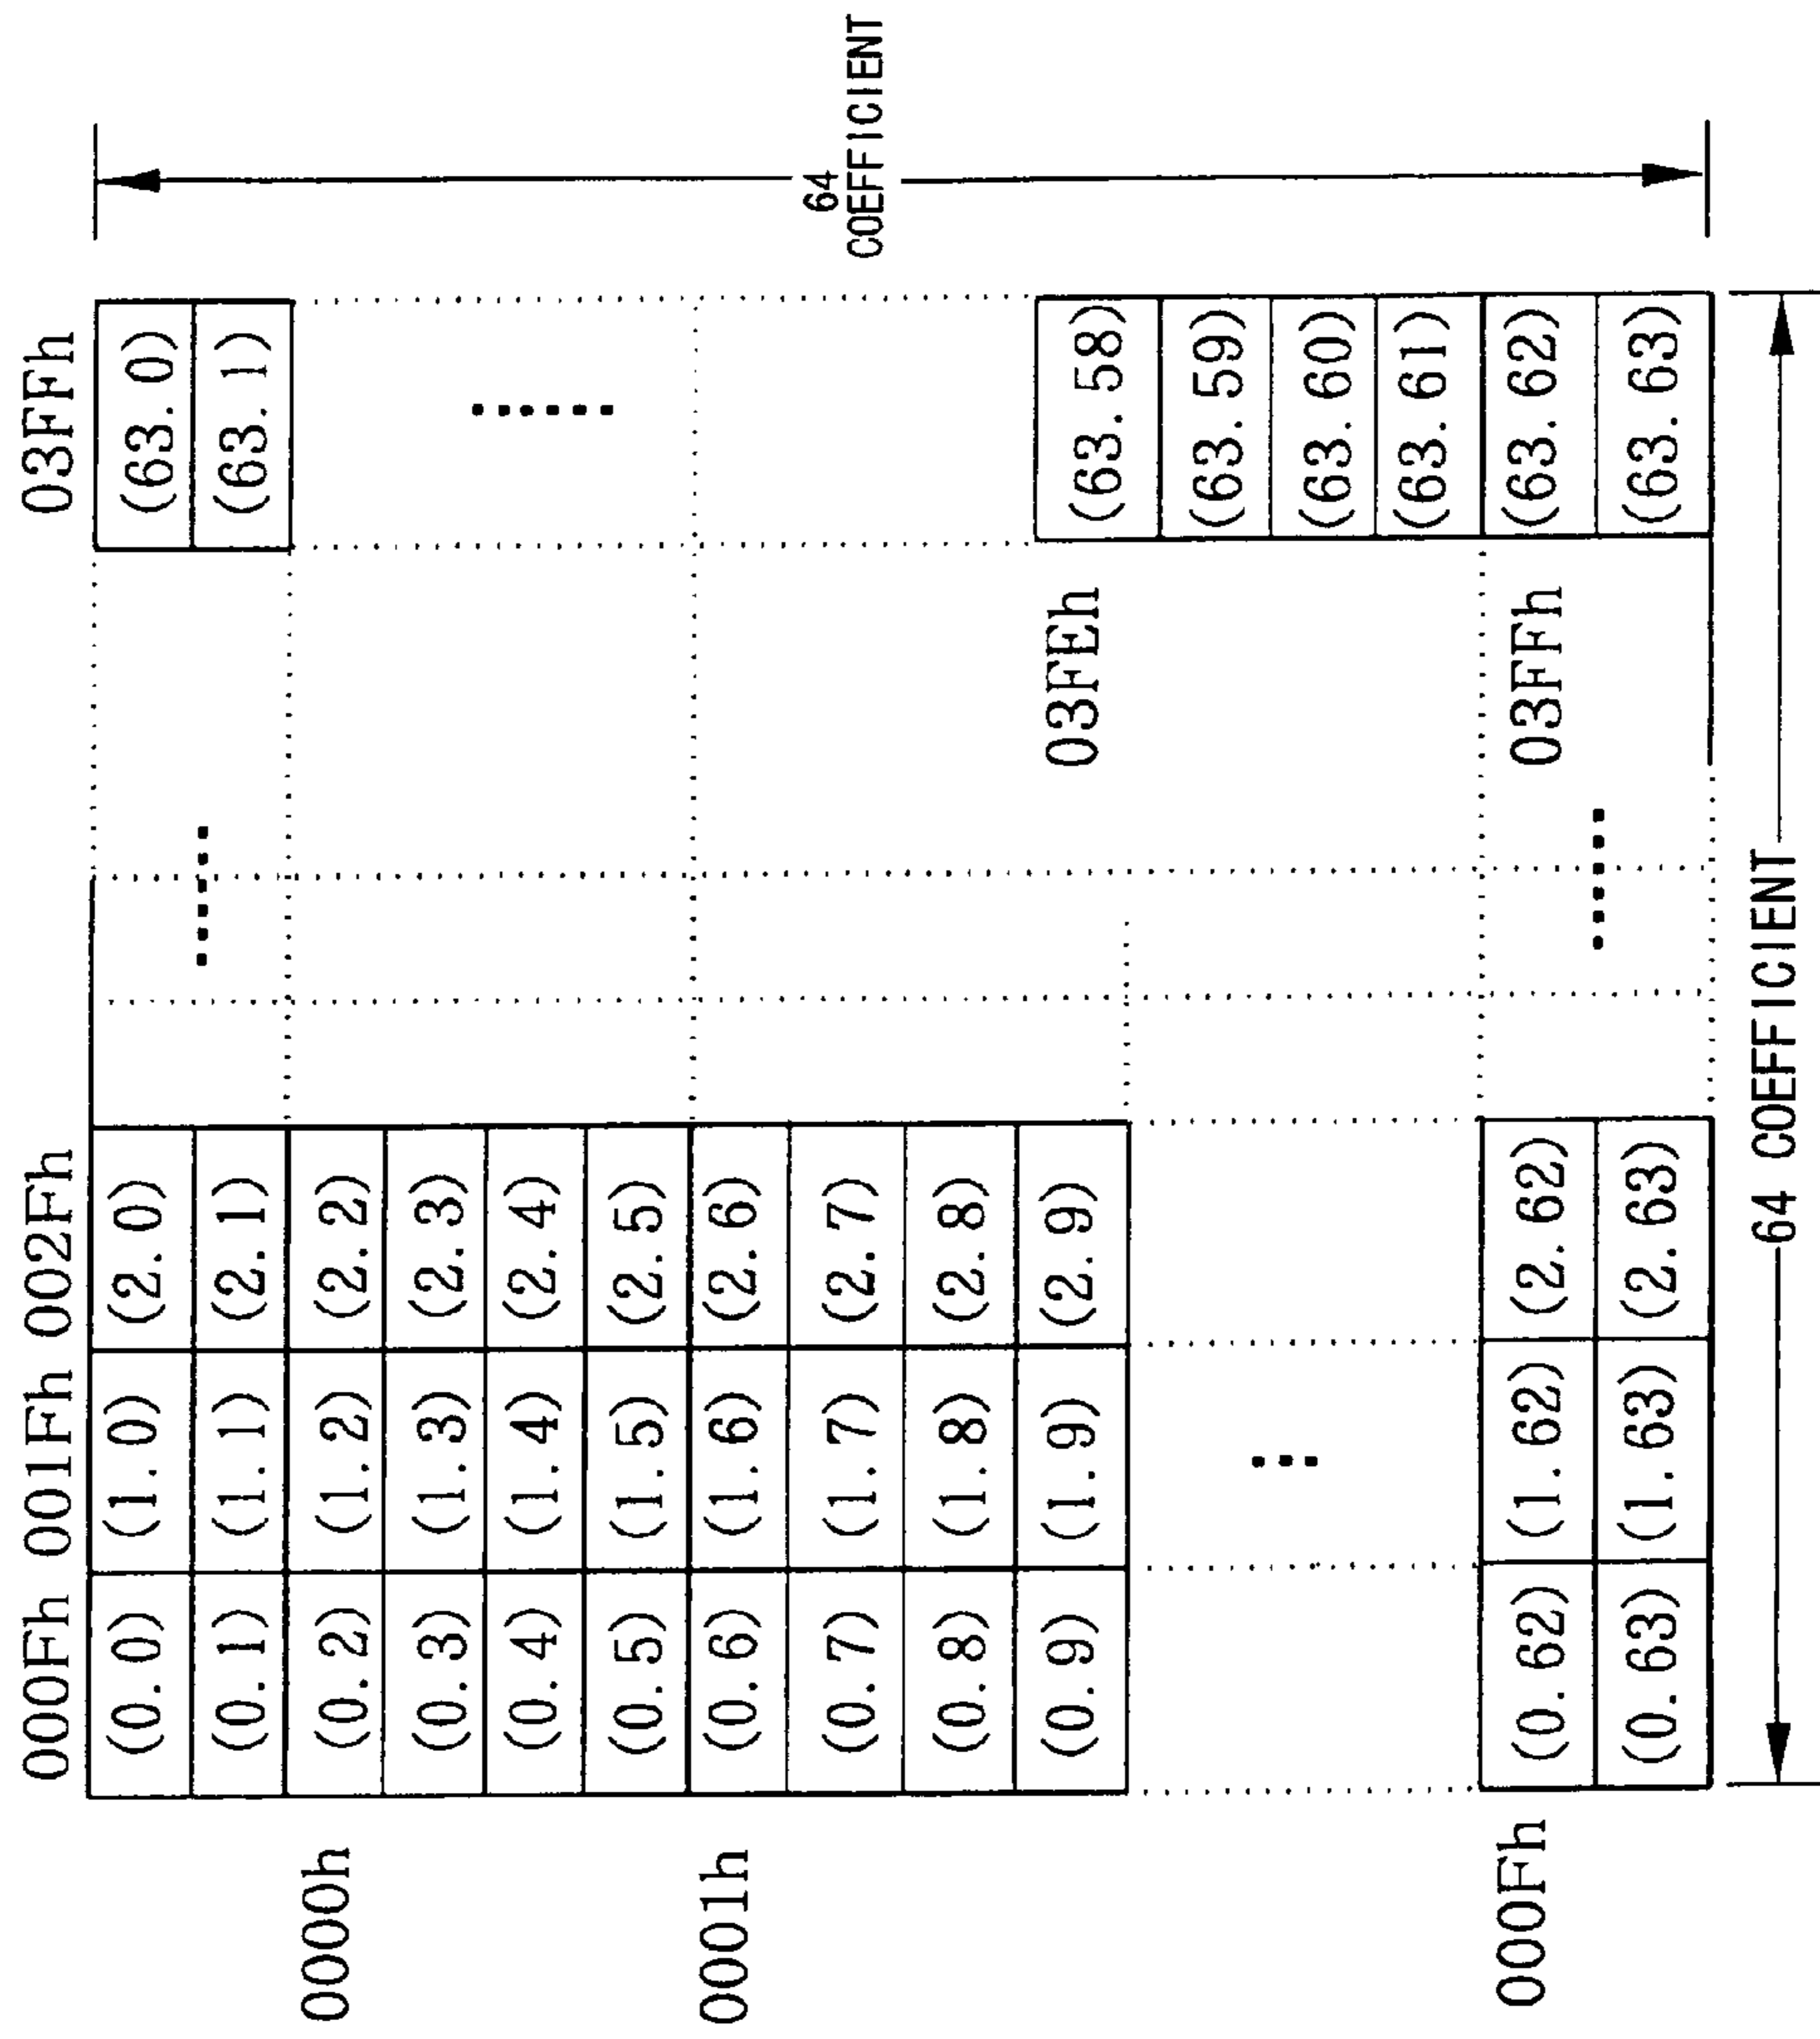 000Fh 001Fh 002Fh 03FFh
(0.0) (1.0) (2.0) (63.0)
(0.1) (1.1) (2.1) (63.1)
0000h (0.2) (1.2) (2.2)
(0.3) (1.3) (2.3)
(0.4) (1.4) (2.4)
(0.5) (1.5) (2.5)
0001h (0.6) (1.6) (2.6)
(0.7) (1.7) (2.7)
64
COEFFICIENT
(0.8) (1.8) (2.8)
(0.9) (1.9) (2.9) 03FEh (63.58)
(63.59)
(63.60)
(63.61)
000Fh (0.62) (1.62) (2.62) 03FFh (63.62)
(0.63) (1.63) (2.63) (63.63)
64 COEFFICIENT